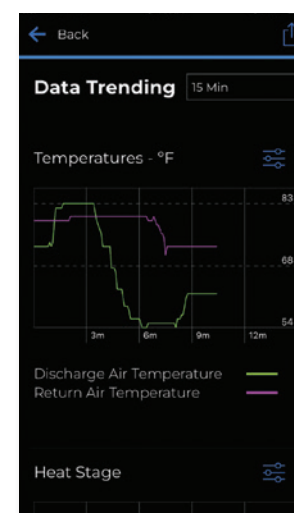 Back
Data Trending 15 Min
Temperatures - °F
83
68
54
3m 6m 9m 12m
Discharge Air Temperature
Return Air Temperature
Heat Stage